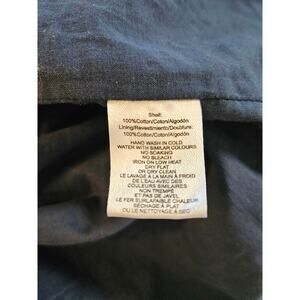 Shell:
100%Cotton/Coton/Algodón
Lining/Revestimiento/Doublure:
100%Cotton/Coton/Algodón
HAND WASH IN COLD
WATER WITH SIMILAR COLOURS
NO SOAKING
NO BLEACH
IRON ON LOW HEAT
DRY FLAT
OR DRY CLEAN
LE LAVAGE À LA MAIN À FROID
DE L'EAU AVEC DES
COULEURS SIMILAIRES
NON TREMPE
ET PAS DE JAVEL
LE FER SUR LA FAIBLE CHALEUR
SÉCHAGE À PLAT
OU LE NETTOYAGE À SEC